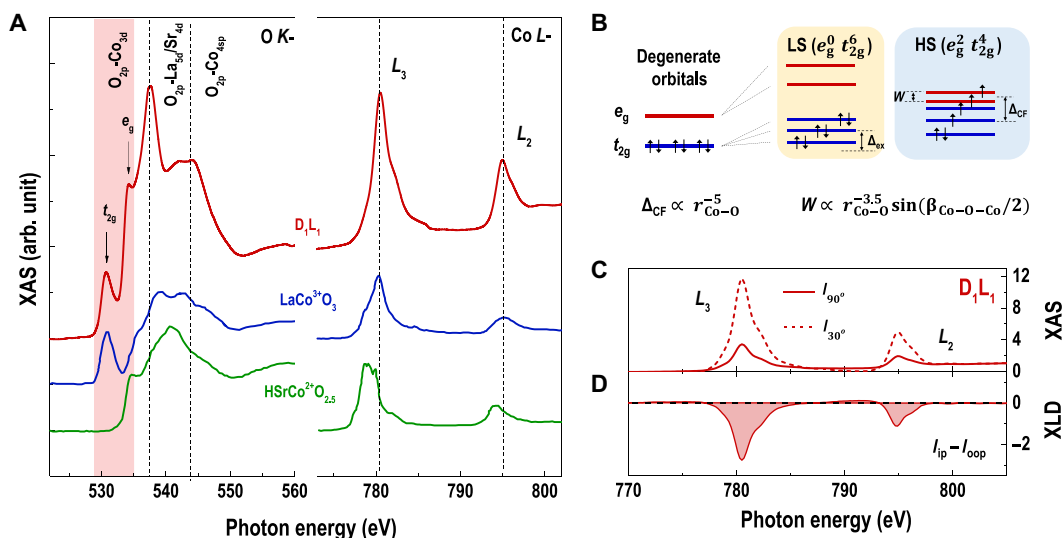 A
O K-
Co L-
O2p-Co3d
O2p-La5d/Sr4d
O2p-Co4sp
eg
t2g
L3
L2
D1L1
LaCo3+O3
HSrCo2+O2.5
XAS (arb. unit)
530 540 550 560 780 790 800
Photon energy (eV)
B
Degenerate
orbitals
eg
t2g
LS (eg0 t2g6)
Δex
HS (eg2 t2g4)
W
ΔCF
ΔCF ∝ rCo−O−5
W ∝ rCo−O−3.5 sin(βCo−O−Co/2)
C
L3
I90o
I30o
D1L1
L2
12
8
4
0
XAS
D
0
−2
XLD
Iip − Ioop
770 780 790 800
Photon energy (eV)